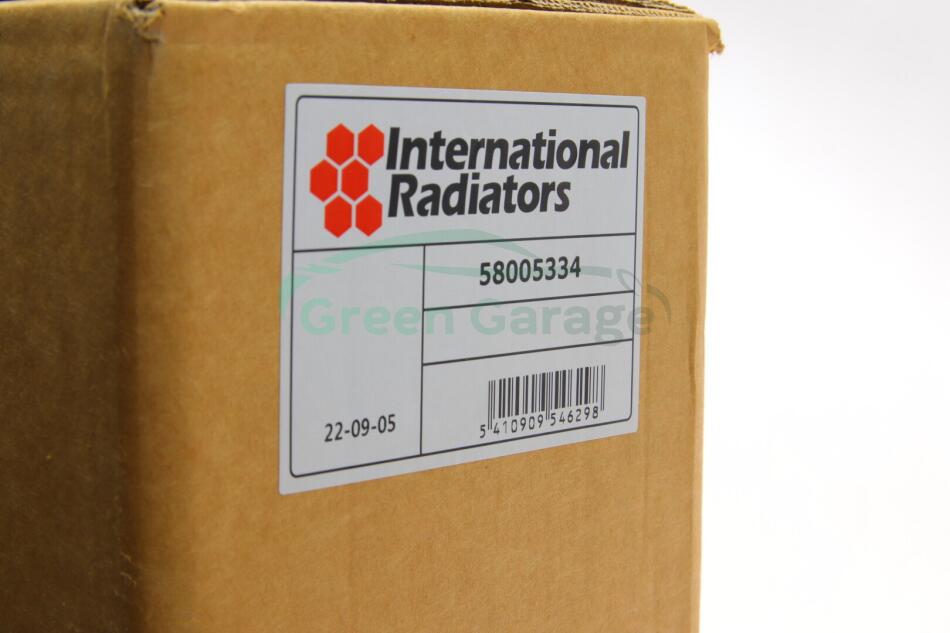 International
Radiators
58005334
Green Garage
22-09-05
5 410909 546298